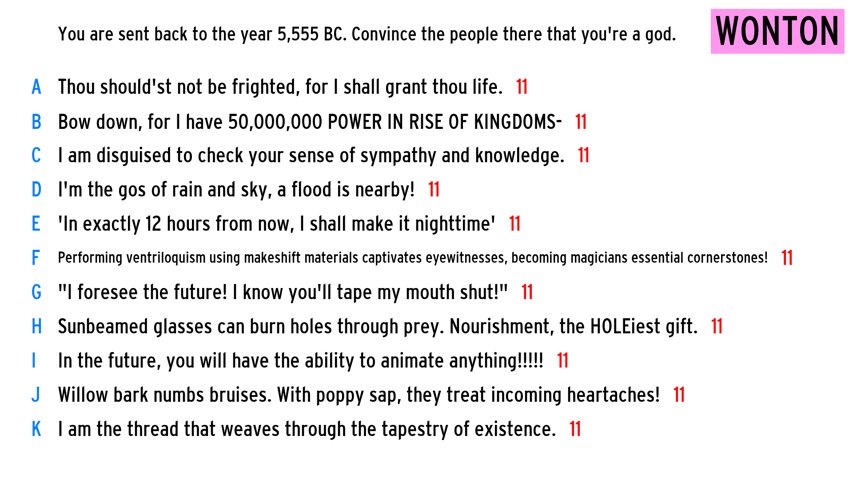 You are sent back to the year 5,555 BC. Convince the people there that you're a god.
WONTON
A Thou should'st not be frighted, for I shall grant thou life. 11
B Bow down, for I have 50,000,000 POWER IN RISE OF KINGDOMS- 11
C I am disguised to check your sense of sympathy and knowledge. 11
D I'm the gos of rain and sky, a flood is nearby! 11
E 'In exactly 12 hours from now, I shall make it nighttime' 11
F Performing ventriloquism using makeshift materials captivates eyewitnesses, becoming magicians essential cornerstones! 11
G "I foresee the future! I know you'll tape my mouth shut!" 11
H Sunbeamed glasses can burn holes through prey. Nourishment, the HOLEiest gift. 11
I In the future, you will have the ability to animate anything!!!!! 11
J Willow bark numbs bruises. With poppy sap, they treat incoming heartaches! 11
K I am the thread that weaves through the tapestry of existence. 11